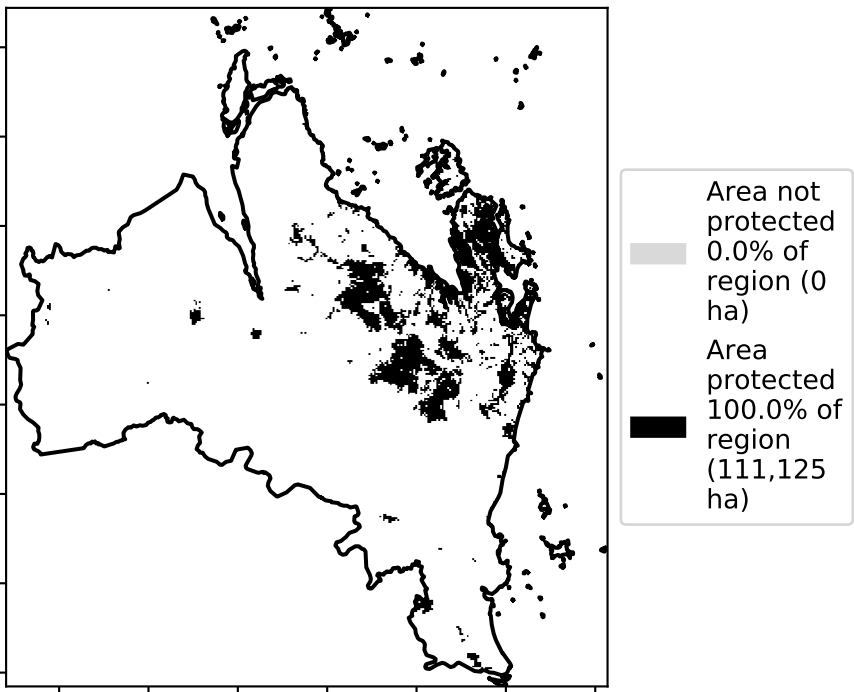 Area not
protected
0.0% of
region (0
ha)
Area
protected
100.0% of
region
(111,125
ha)